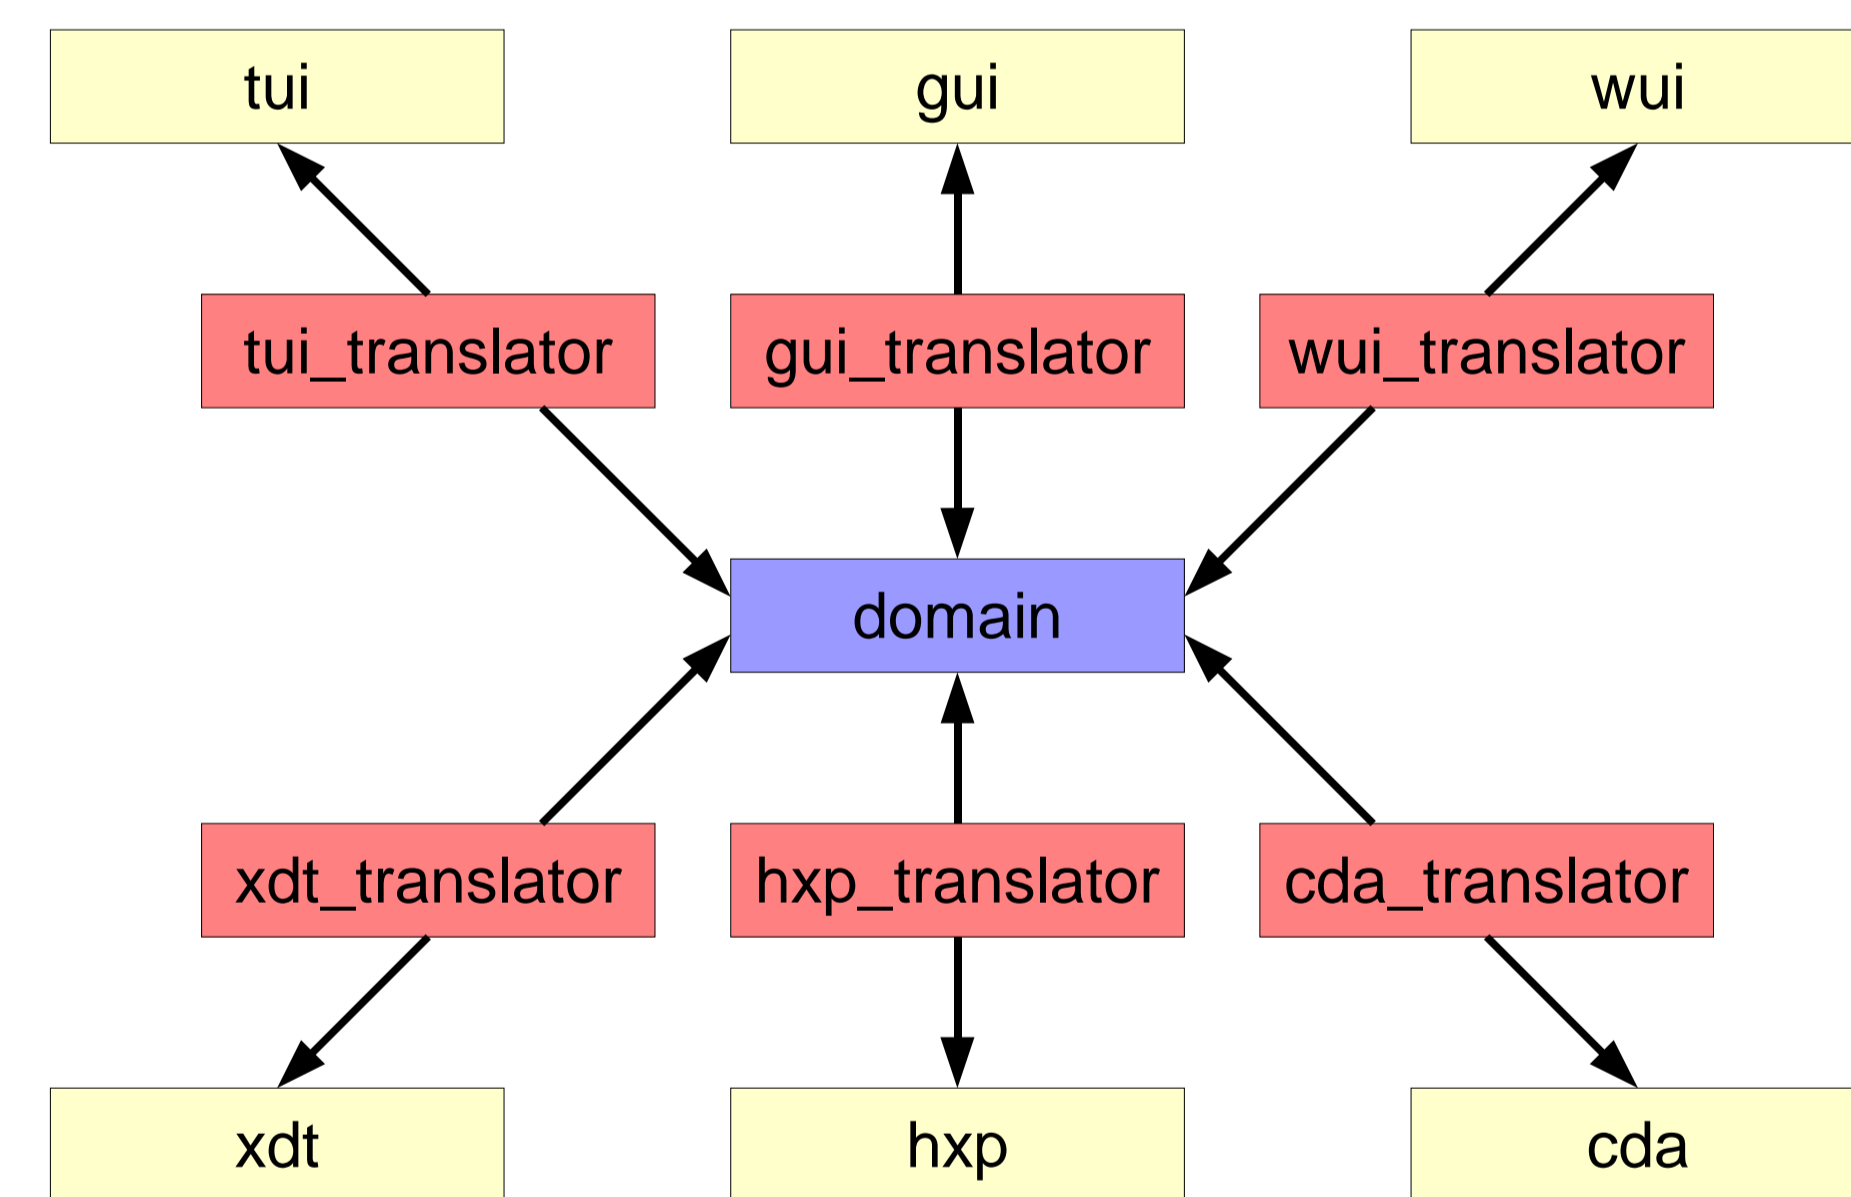 tui
gui
wui
tui_translator
gui_translator
wui_translator
domain
xdt_translator
hxp_translator
cda_translator
xdt
hxp
cda